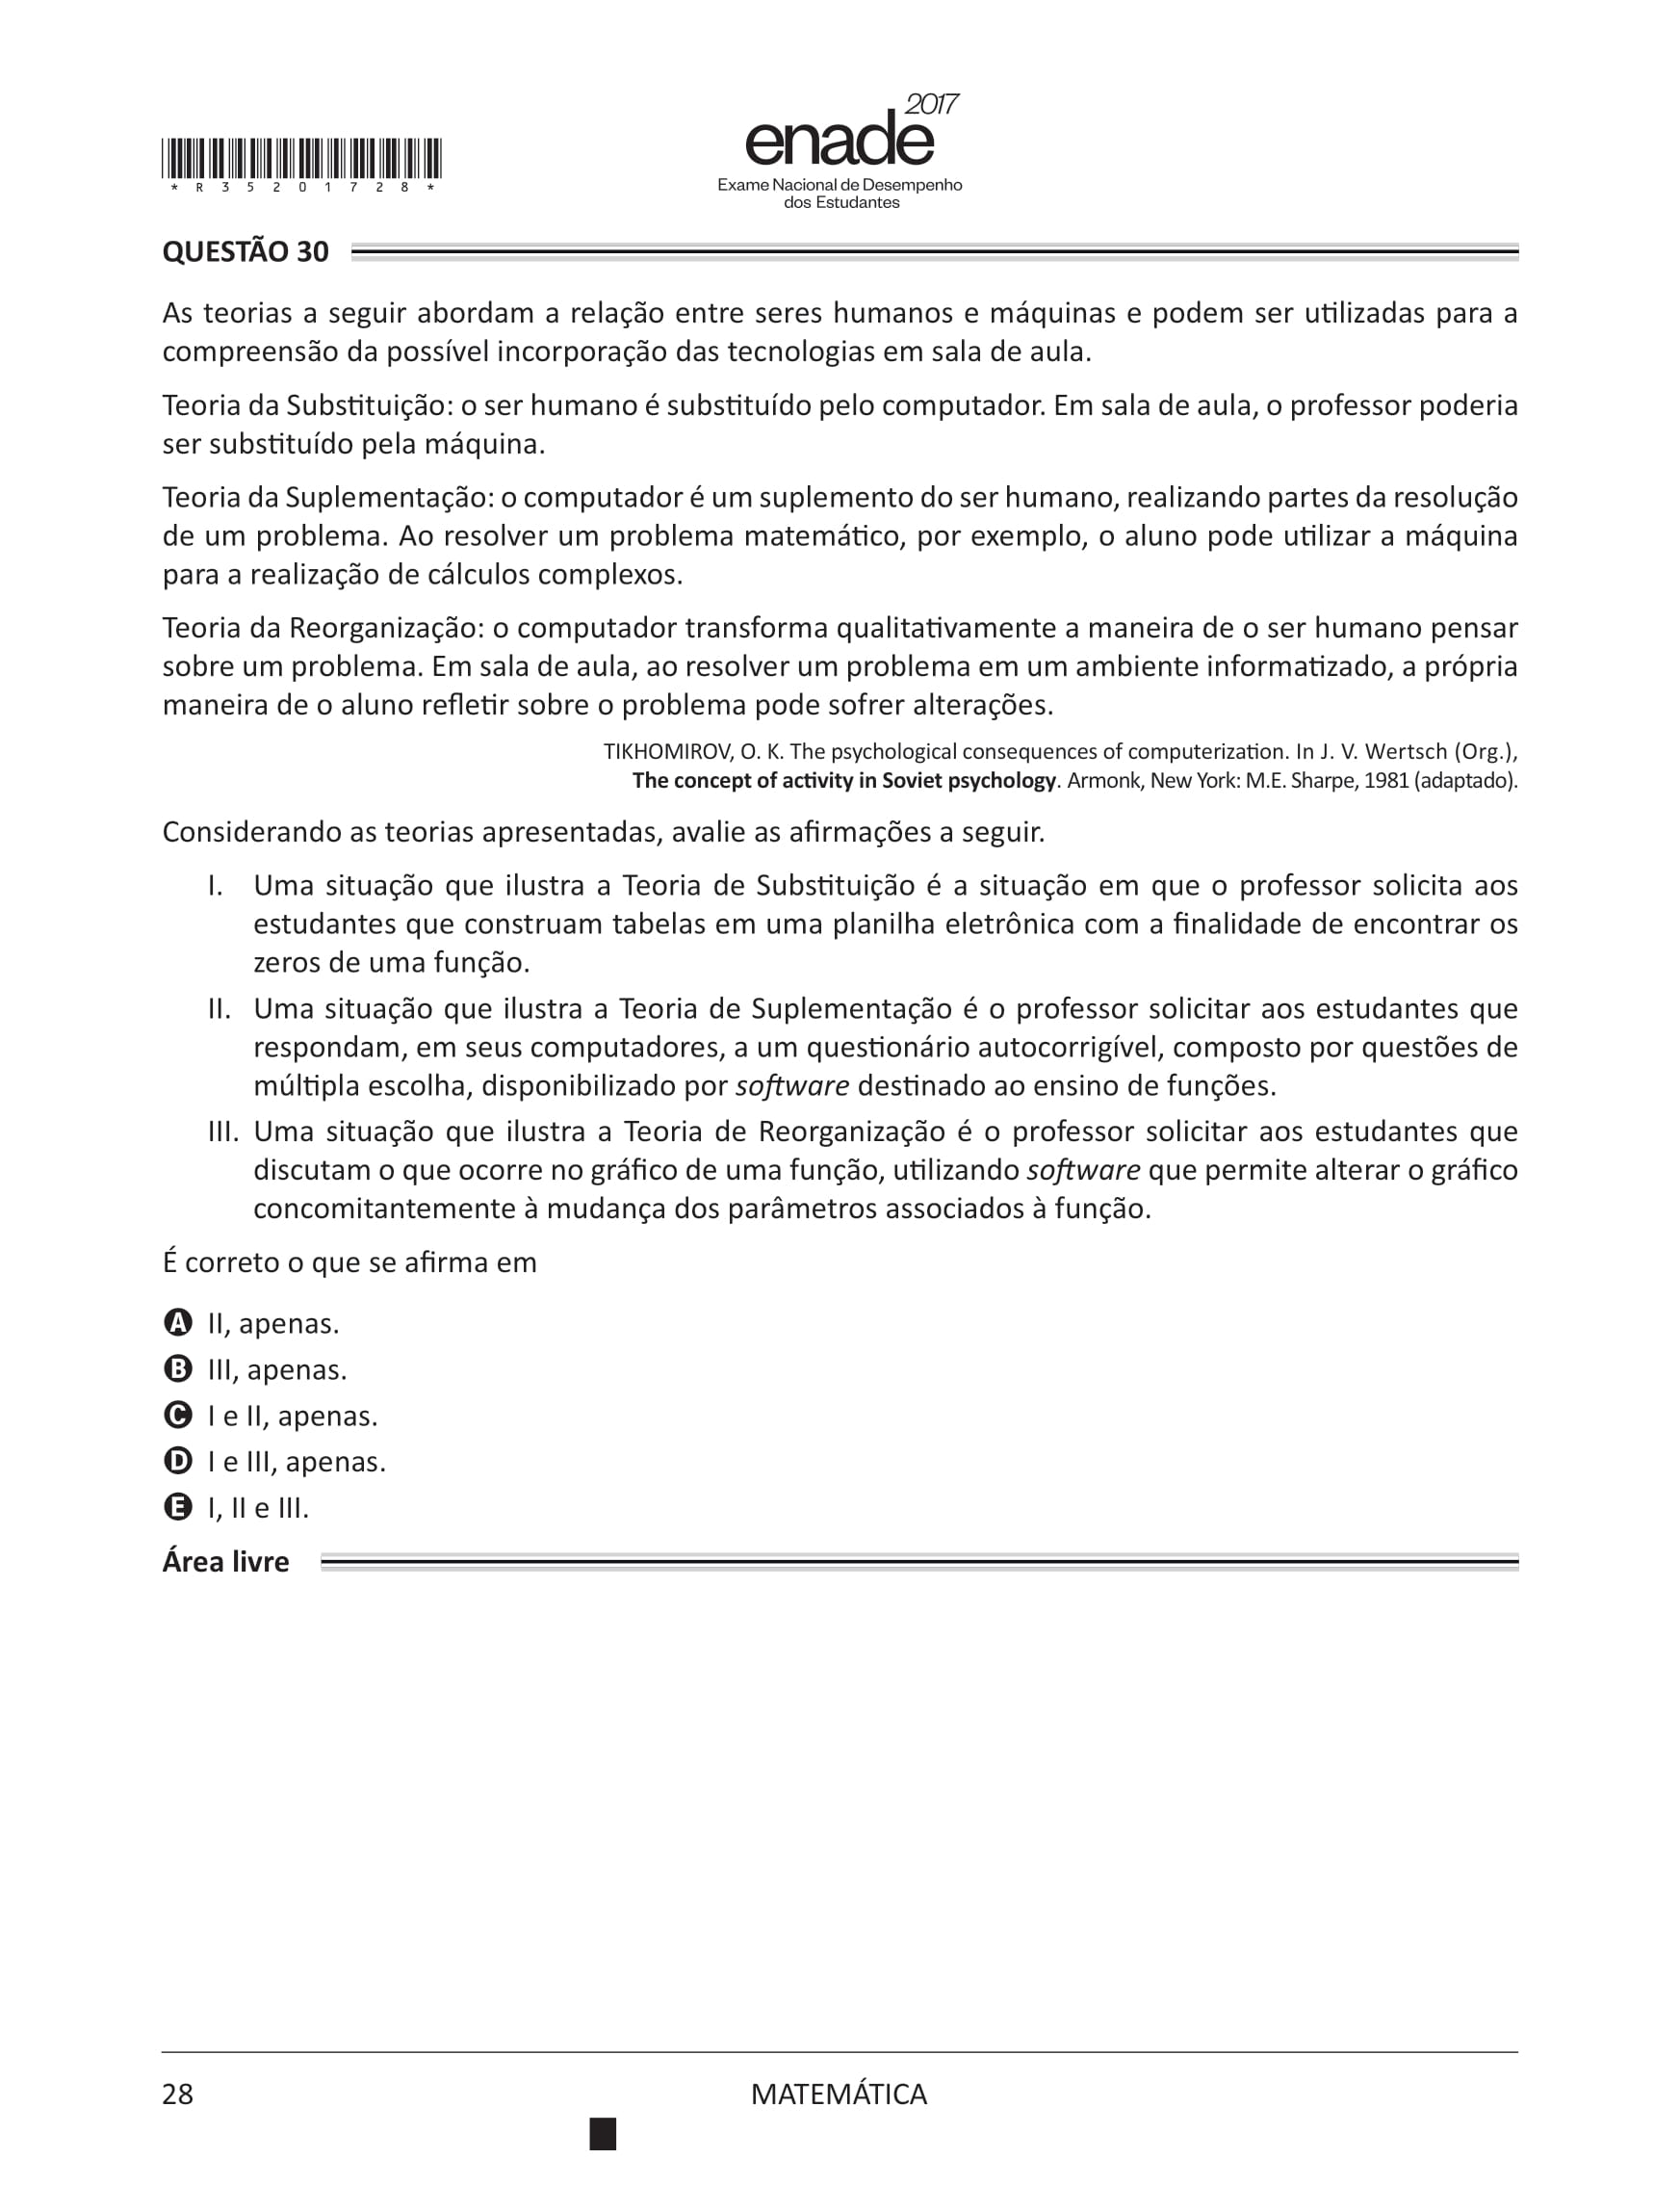 2017
enade
Exame Nacional de Desempenho
dos Estudantes
* R 3 5 2 0 1 7 2 8 *
QUESTÃO 30
As teorias a seguir abordam a relação entre seres humanos e máquinas e podem ser utilizadas para a
compreensão da possível incorporação das tecnologias em sala de aula.
Teoria da Substituição: o ser humano é substituído pelo computador. Em sala de aula, o professor poderia
ser substituído pela máquina.
Teoria da Suplementação: o computador é um suplemento do ser humano, realizando partes da resolução
de um problema. Ao resolver um problema matemático, por exemplo, o aluno pode utilizar a máquina
para a realização de cálculos complexos.
Teoria da Reorganização: o computador transforma qualitativamente a maneira de o ser humano pensar
sobre um problema. Em sala de aula, ao resolver um problema em um ambiente informatizado, a própria
maneira de o aluno refletir sobre o problema pode sofrer alterações.
TIKHOMIROV, O. K. The psychological consequences of computerization. In J. V. Wertsch (Org.),
The concept of activity in Soviet psychology. Armonk, New York: M.E. Sharpe, 1981 (adaptado).
Considerando as teorias apresentadas, avalie as afirmações a seguir.
I. Uma situação que ilustra a Teoria de Substituição é a situação em que o professor solicita aos
estudantes que construam tabelas em uma planilha eletrônica com a finalidade de encontrar os
zeros de uma função.
II. Uma situação que ilustra a Teoria de Suplementação é o professor solicitar aos estudantes que
respondam, em seus computadores, a um questionário autocorrigível, composto por questões de
múltipla escolha, disponibilizado por software destinado ao ensino de funções.
III. Uma situação que ilustra a Teoria de Reorganização é o professor solicitar aos estudantes que
discutam o que ocorre no gráfico de uma função, utilizando software que permite alterar o gráfico
concomitantemente à mudança dos parâmetros associados à função.
É correto o que se afirma em
A II, apenas.
B III, apenas.
C I e II, apenas.
D I e III, apenas.
E I, II e III.
Área livre
28
MATEMÁTICA